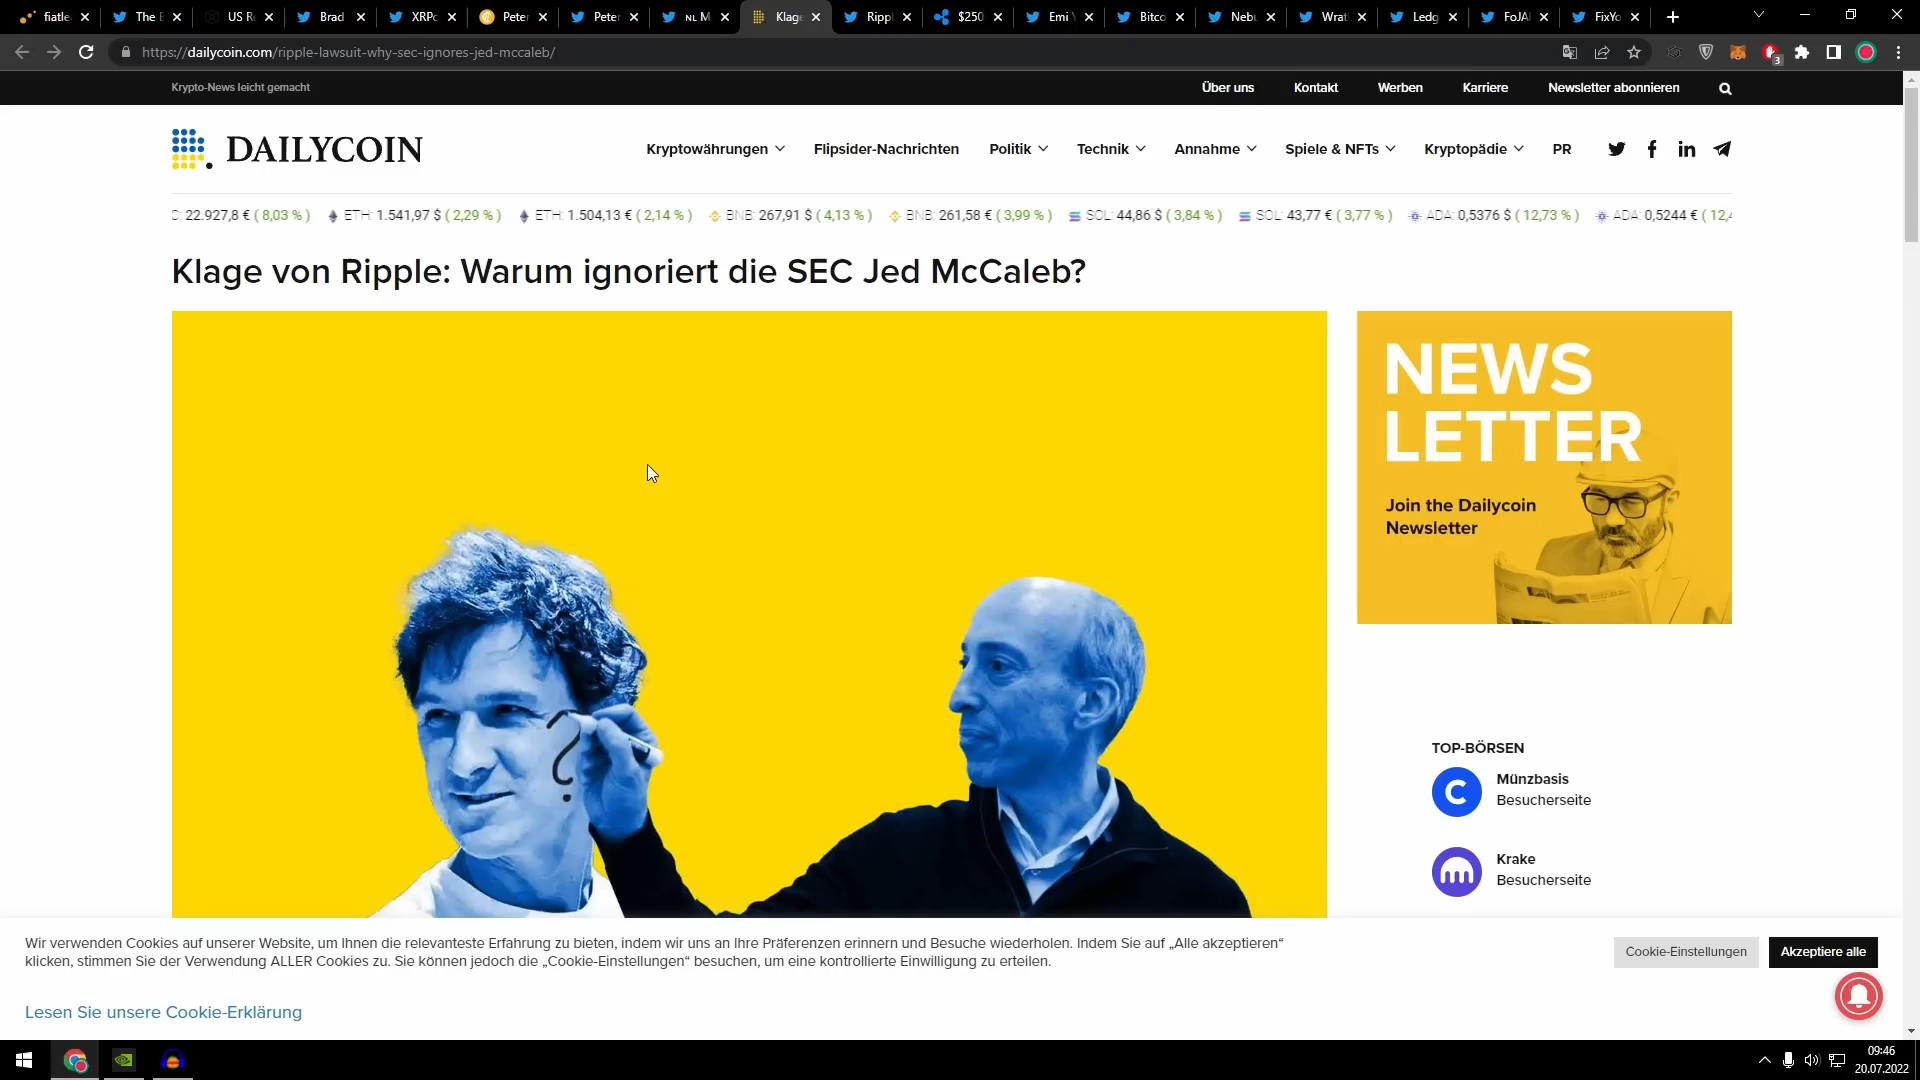 fiatle
The E
US R
Brad
XRPc
Peter
Peter
NL M
Klage
Rippl
$250
Emi Y
Bitco
Nebu
Wrat
Ledg
FoJA
FixYo
https://dailycoin.com/ripple-lawsuit-why-sec-ignores-jed-mccaleb/
3
Krypto-News leicht gemacht
Über uns
Kontakt
Werben
Karriere
Newsletter abonnieren
DAILYCOIN
Kryptowährungen
Flipsider-Nachrichten
Politik
Technik
Annahme
Spiele & NFTs
Kryptopädie
PR
C: 22.927,8 € ( 8,03 % )
ETH: 1.541,97 $ ( 2,29 % )
ETH: 1.504,13 € ( 2,14 % )
BNB: 267,91 $ ( 4,13 % )
BNB: 261,58 € ( 3,99 % )
SOL: 44,86 $ ( 3,84 % )
SOL: 43,77 € ( 3,77 % )
ADA: 0,5376 $ ( 12,73 % )
ADA: 0,5244 € ( 12,4
Klage von Ripple: Warum ignoriert die SEC Jed McCaleb?
?
NEWS
LETTER
Join the Dailycoin
Newsletter
TOP-BÖRSEN
Münzbasis
Besucherseite
Krake
Besucherseite
Wir verwenden Cookies auf unserer Website, um Ihnen die relevanteste Erfahrung zu bieten, indem wir uns an Ihre Präferenzen erinnern und Besuche wiederholen. Indem Sie auf „Alle akzeptieren“
klicken, stimmen Sie der Verwendung ALLER Cookies zu. Sie können jedoch die „Cookie-Einstellungen“ besuchen, um eine kontrollierte Einwilligung zu erteilen.
Cookie-Einstellungen
Akzeptiere alle
Lesen Sie unsere Cookie-Erklärung
09:46
20.07.2022